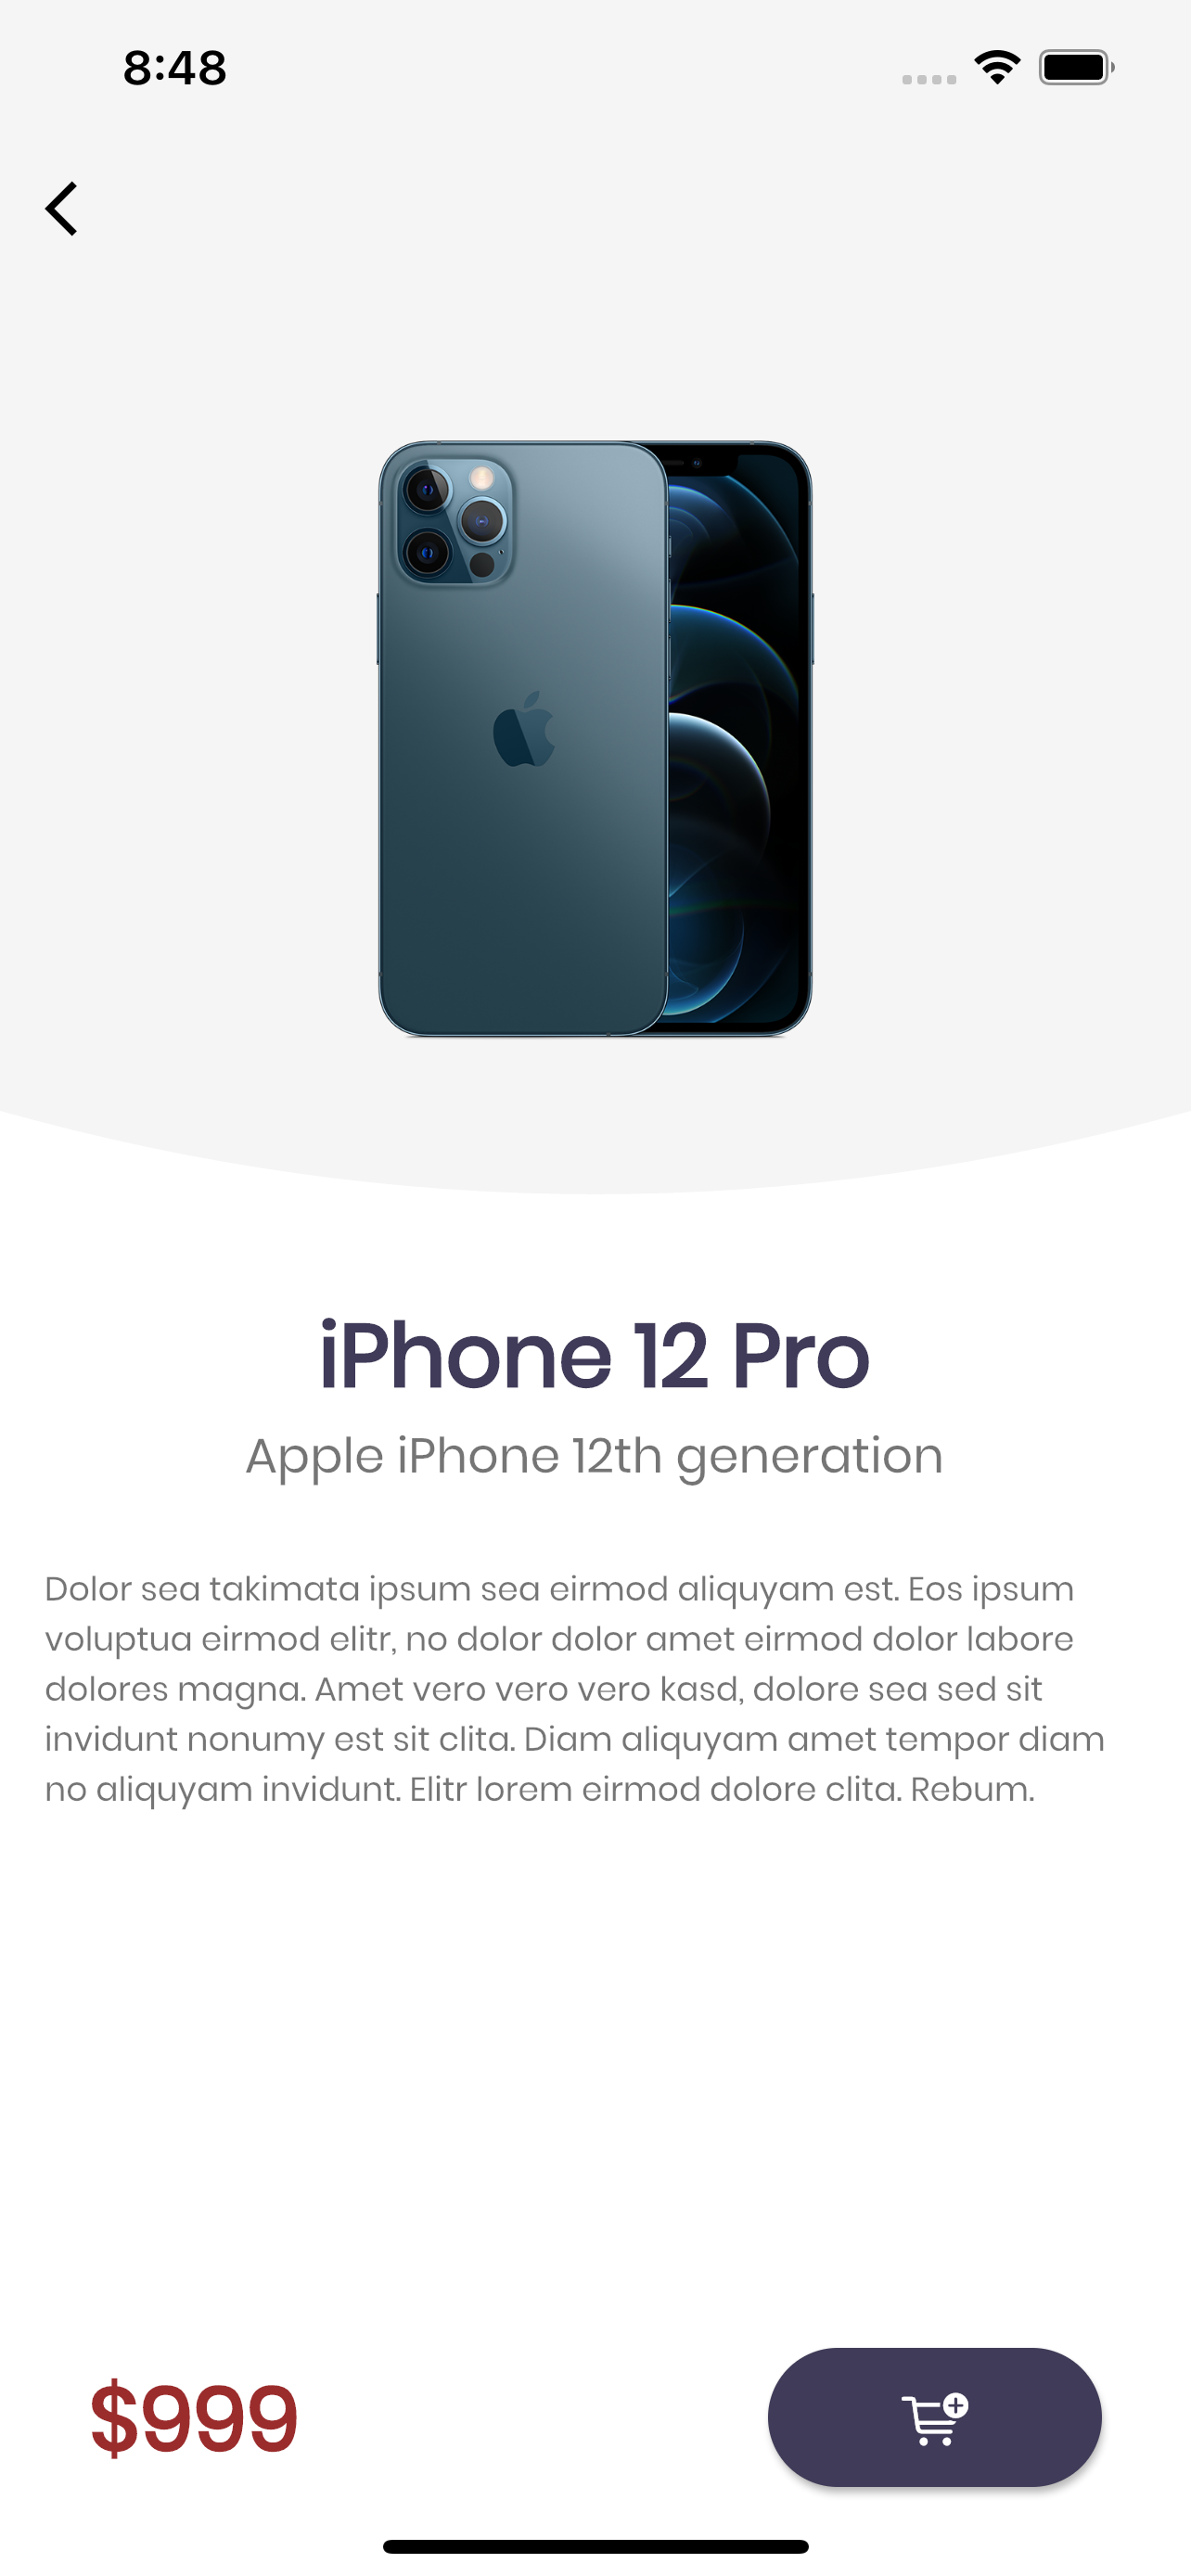 8:48
iPhone 12 Pro
Apple iPhone 12th generation
Dolor sea takimata ipsum sea eirmod aliquyam est. Eos ipsum
voluptua eirmod elitr, no dolor dolor amet eirmod dolor labore
dolores magna. Amet vero vero vero kasd, dolore sea sed sit
invidunt nonumy est sit clita. Diam aliquyam amet tempor diam
no aliquyam invidunt. Elitr lorem eirmod dolore clita. Rebum.
$999